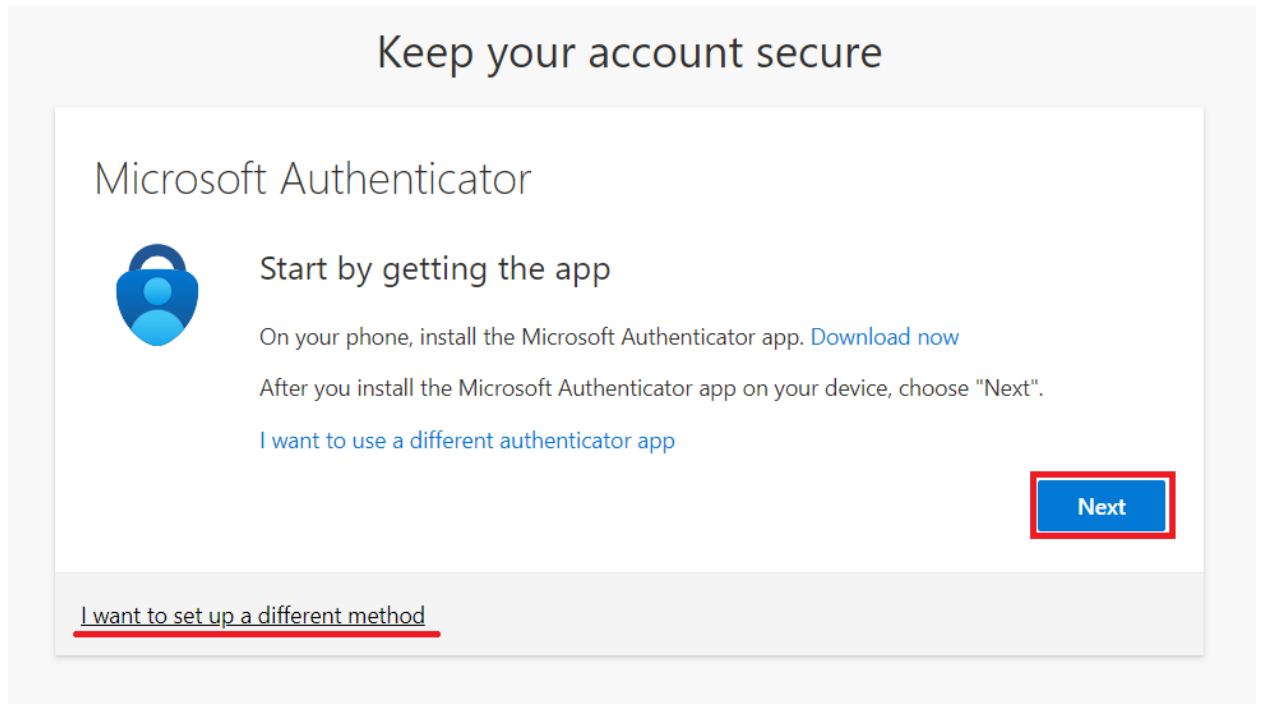 Keep your account secure
Microsoft Authenticator
Start by getting the app
On your phone, install the Microsoft Authenticator app. Download now
After you install the Microsoft Authenticator app on your device, choose "Next".
I want to use a different authenticator app
Next
I want to set up a different method